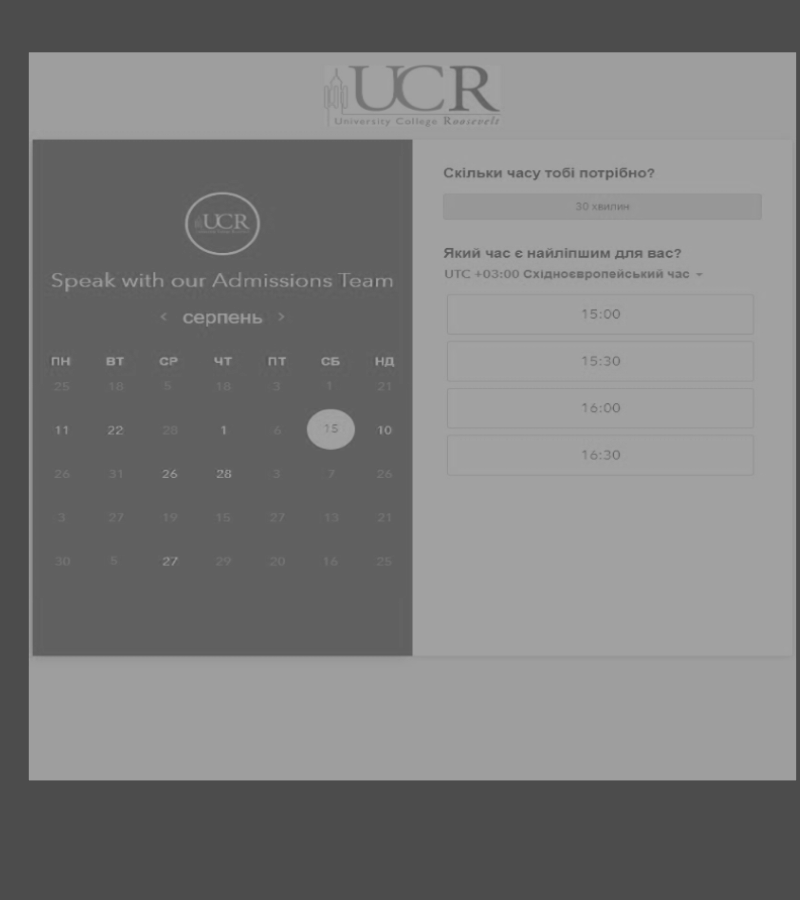 UCR
University College Roosevelt
UCR
Speak with our Admissions Team
‹ серпень ›
ПН ВТ СР ЧТ ПТ СБ НД
25 18 5 18 3 1 21
11 22 28 1 6 15 10
26 31 26 28 3 7 26
3 27 19 15 27 13 21
30 5 27 29 20 16 25
Скільки часу тобі потрібно?
30 хвилин
Який час є найліпшим для вас?
UTC +03:00 Східноєвропейський час
15:00
15:30
16:00
16:30